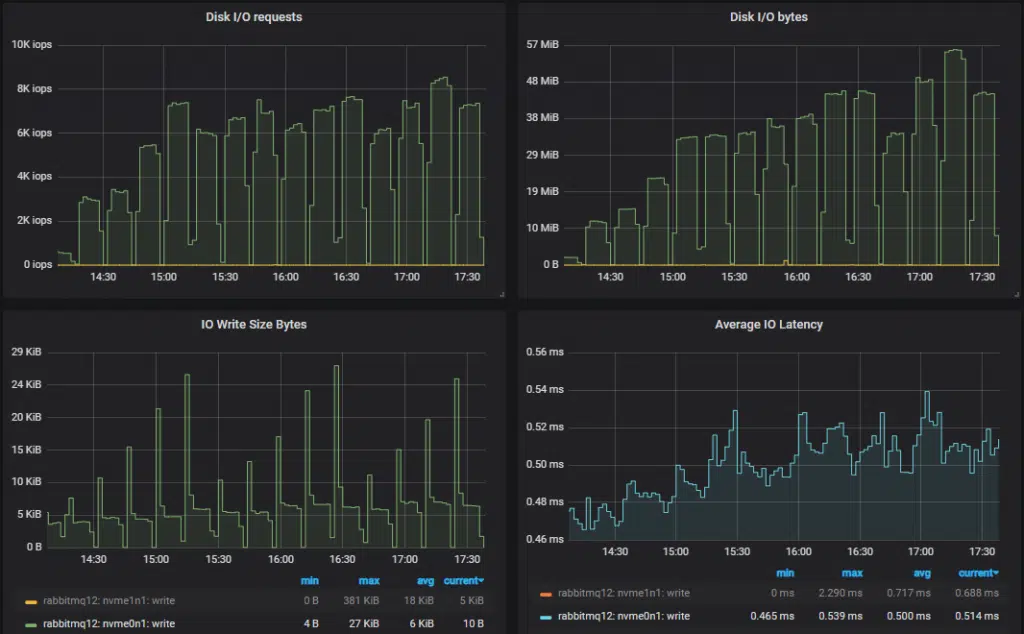 Disk I/O requests
10K iops
8K iops
6K iops
4K iops
2K iops
0 iops
14:30 15:00 15:30 16:00 16:30 17:00 17:30
Disk I/O bytes
57 MiB
48 MiB
38 MiB
29 MiB
19 MiB
10 MiB
0 B
14:30 15:00 15:30 16:00 16:30 17:00 17:30
IO Write Size Bytes
29 KiB
24 KiB
20 KiB
15 KiB
10 KiB
5 KiB
0 B
14:30 15:00 15:30 16:00 16:30 17:00 17:30
min max avg current
rabbitmq12: nvme1n1: write 0 B 381 KiB 18 KiB 5 KiB
rabbitmq12: nvme0n1: write 4 B 27 KiB 6 KiB 10 B
Average IO Latency
0.56 ms
0.54 ms
0.52 ms
0.50 ms
0.48 ms
0.46 ms
14:30 15:00 15:30 16:00 16:30 17:00 17:30
min max avg current
rabbitmq12: nvme1n1: write 0 ms 2.290 ms 0.717 ms 0.688 ms
rabbitmq12: nvme0n1: write 0.465 ms 0.539 ms 0.500 ms 0.514 ms